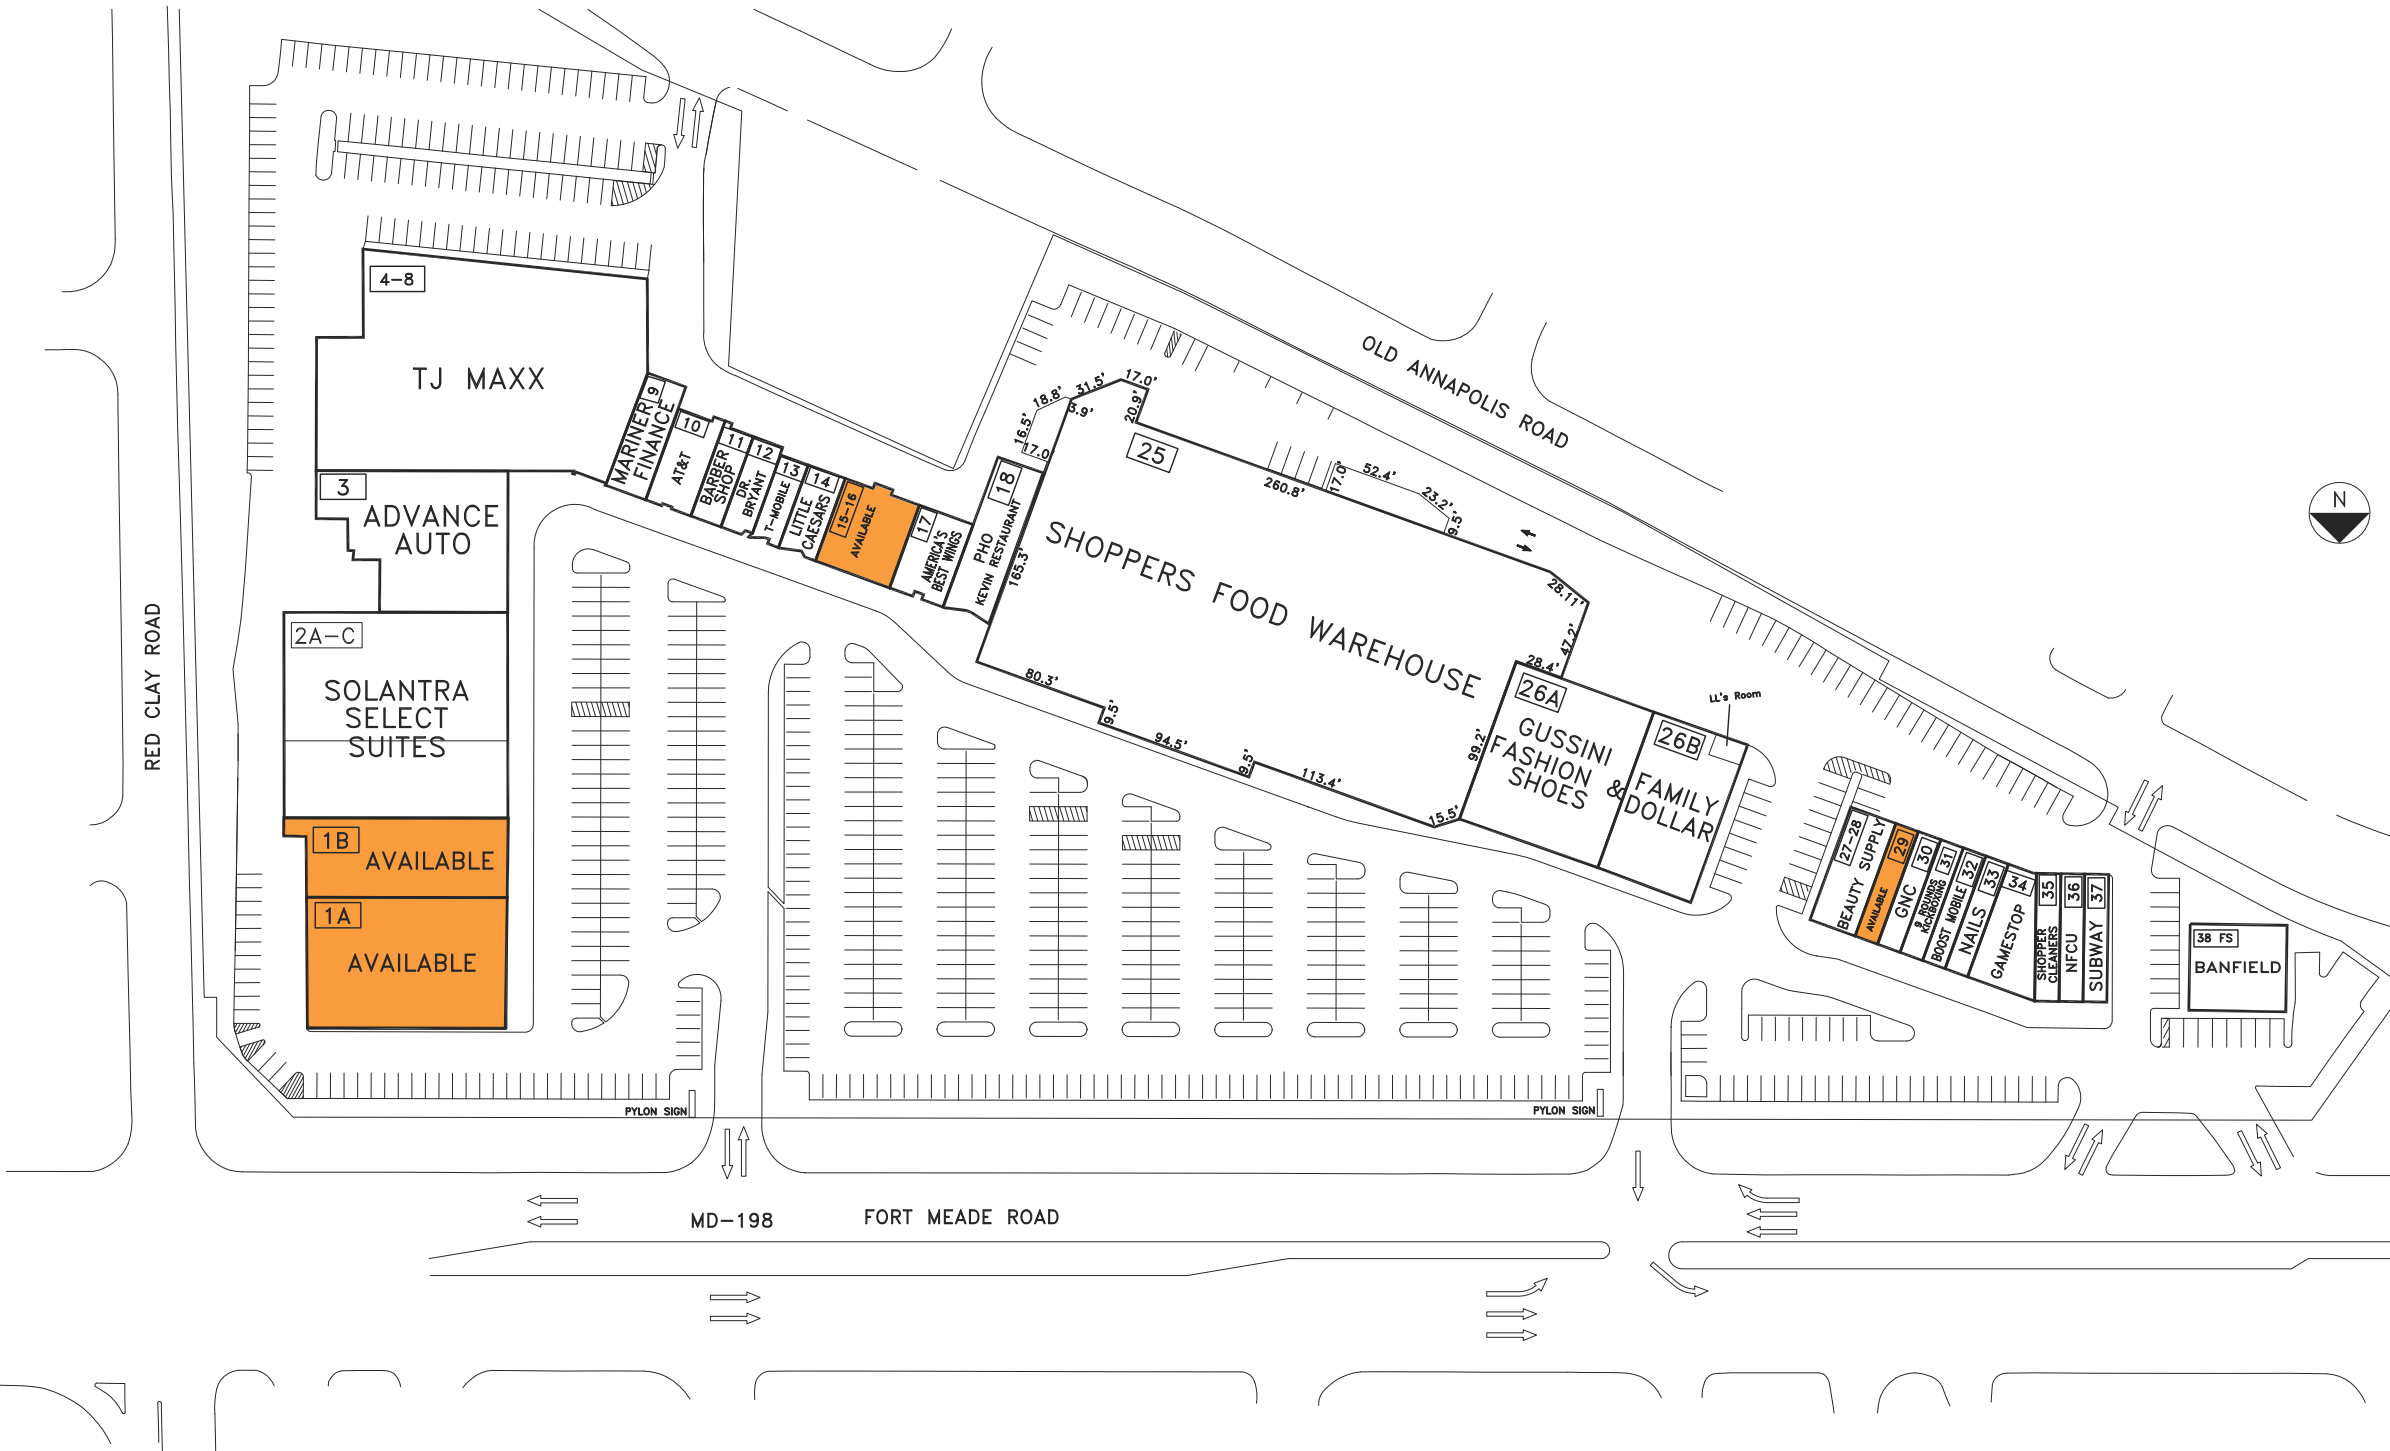 4-8
TJ MAXX
3
ADVANCE
AUTO
2A-C
SOLANTRA
SELECT
SUITES
1B
AVAILABLE
1A
AVAILABLE
RED CLAY ROAD
9
MARINER
FINANCE
10
AT&T
11
BARBER
SHOP
12
DR.
BRYANT
13
T-MOBILE
14
LITTLE
CAESARS
15-16
AVAILABLE
17
AMERICA'S
BEST WINGS
18
PHO
KEVIN RESTAURANT
165.3'
17.0'
16.5'
18.8'
3.9'
31.5'
17.0'
20.9'
25
260.8'
17.0'
52.4'
23.2'
9.5'
28.11'
47.2'
28.4'
SHOPPERS FOOD WAREHOUSE
80.3'
9.5'
94.5'
9.5'
113.4'
15.5'
99.2'
26A
GUSSINI
FASHION &
SHOES
26B
FAMILY
DOLLAR
LL's Room
OLD ANNAPOLIS ROAD
N
27-28
BEAUTY SUPPLY
29
AVAILABLE
30
GNC
31
9 ROUNDS
KICKBOXING
32
BOOST MOBILE
33
NAILS
34
GAMESTOP
35
SHOPPER
CLEANERS
36
NFCU
37
SUBWAY
38 FS
BANFIELD
PYLON SIGN
PYLON SIGN
MD-198
FORT MEADE ROAD